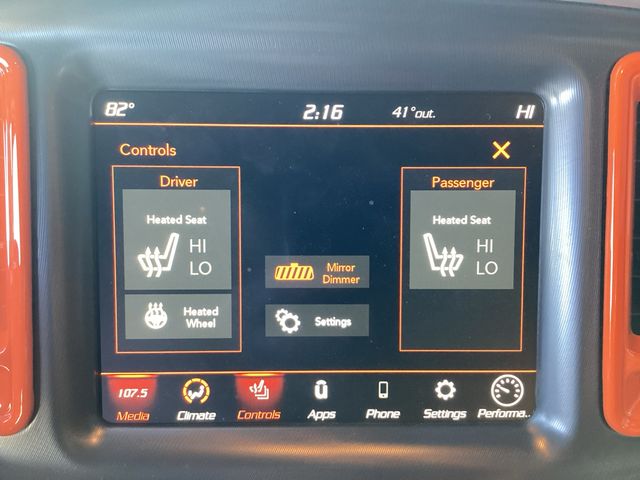 82° 2:16 41°out. HI
Controls
Driver
Heated Seat
HI
LO
Heated
Wheel
Mirror
Dimmer
Settings
Passenger
Heated Seat
HI
LO
107.5
Media Climate Controls Apps Phone Settings Performa..